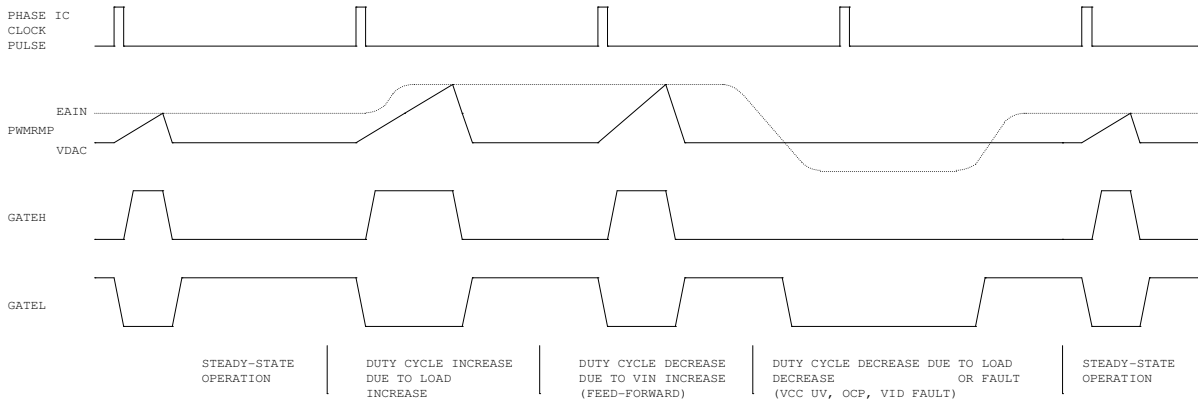 PHASE IC
CLOCK
PULSE
EAIN
PWMRMP
VDAC
GATEH
GATEL
STEADY-STATE
OPERATION
DUTY CYCLE INCREASE
DUE TO LOAD
INCREASE
DUTY CYCLE DECREASE
DUE TO VIN INCREASE
(FEED-FORWARD)
DUTY CYCLE DECREASE DUE TO LOAD
DECREASE OR FAULT
(VCC UV, OCP, VID FAULT)
STEADY-STATE
OPERATION